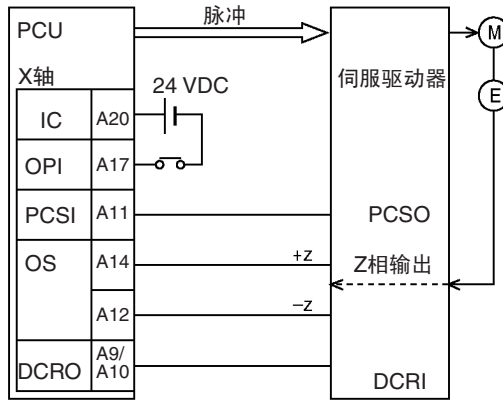 PCU
脉冲
M
X轴
24 VDC
伺服驱动器
E
IC
A20
OPI
A17
PCSI
A11
PCSO
OS
A14
+z
Z相输出
A12
–z
DCRO
A9/
A10
DCRI